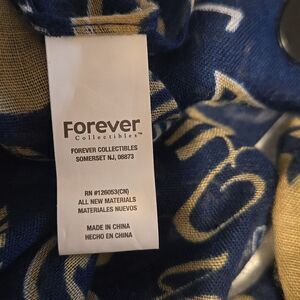 Forever
Collectibles™
FOREVER COLLECTIBLES
SOMERSET NJ, 08873
RN #126053(CN)
ALL NEW MATERIALS
MATERIALES NUEVOS
MADE IN CHINA
HECHO EN CHINA